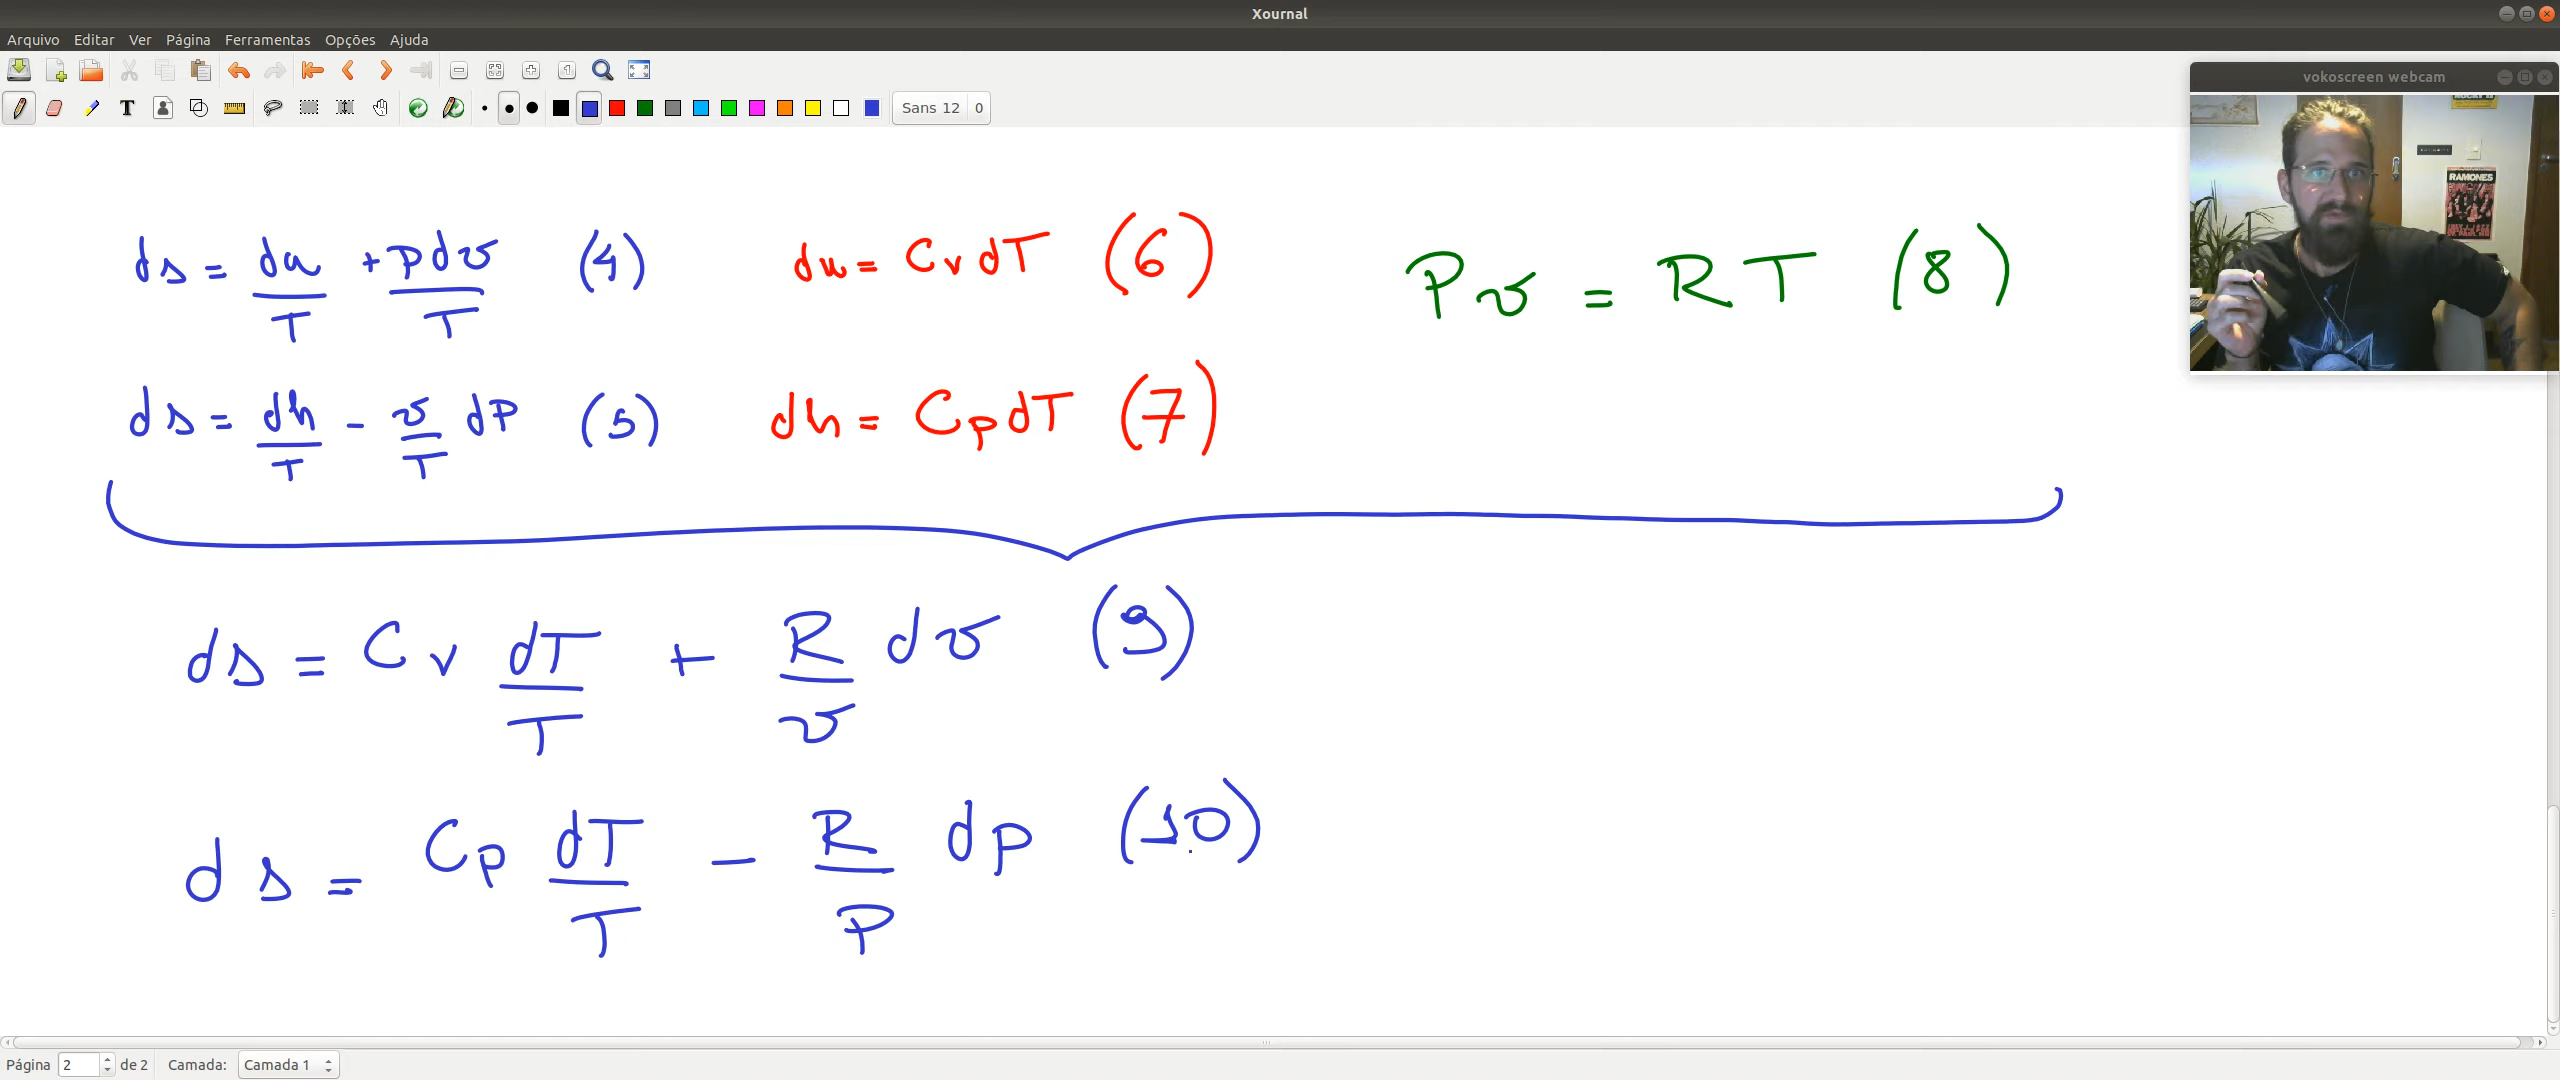 Xournal
Arquivo Editar Ver Página Ferramentas Opções Ajuda
Sans 12 0
vokoscreen webcam
RAMONES
ds = du/T + pdv/T (4)
du = Cv dT (6)
Pv = RT (8)
ds = dh/T - v/T dP (5)
dh = Cp dT (7)
ds = Cv dT/T + R/v dv (9)
ds = Cp dT/T - R/P dp (10)
Página 2 de 2 Camada: Camada 1